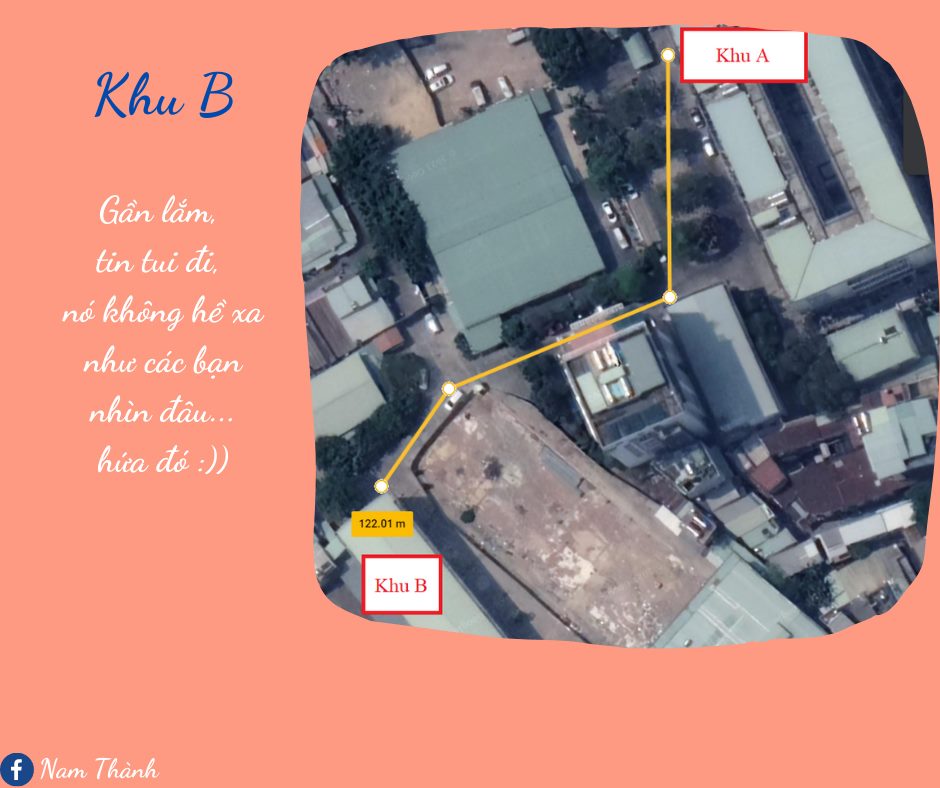 Khu B
Gần lắm,
tin tui đi,
nó không hề xa
như các bạn
nhìn đâu...
hứa đó :))
Khu A
122.01 m
Khu B
Nam Thành